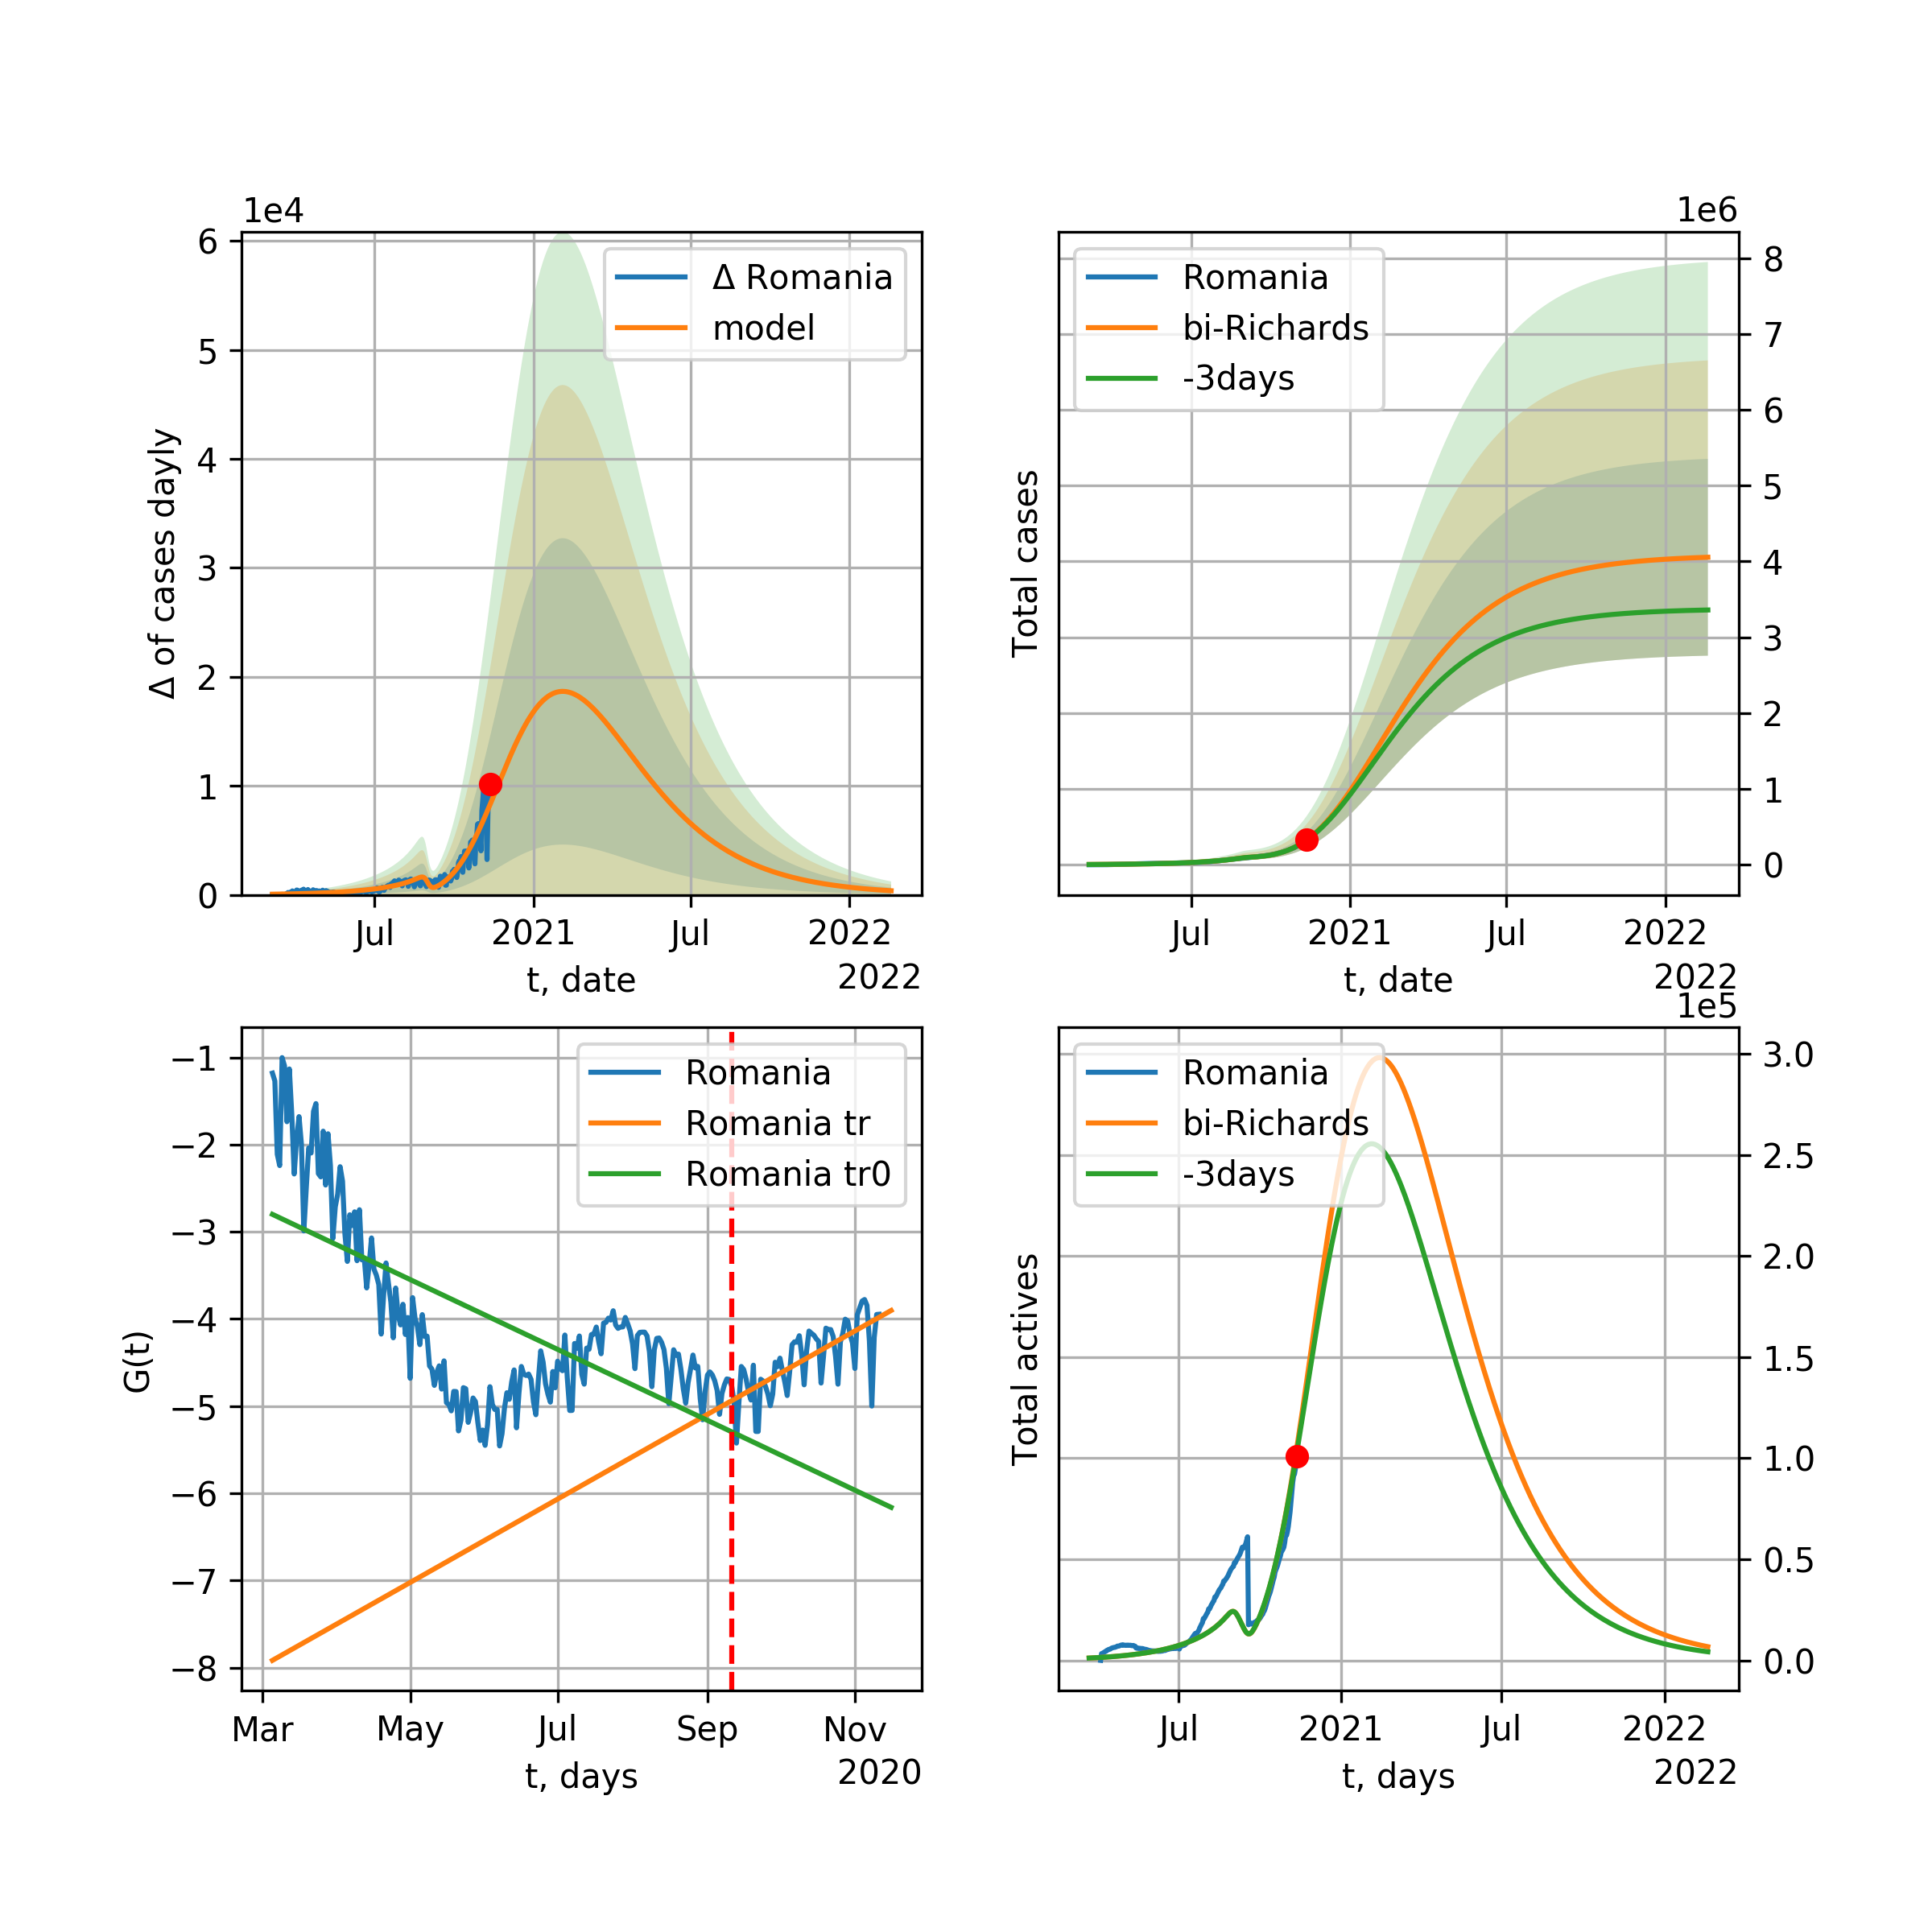 1e4
6
5
4
3
2
1
0
Δ of cases dayly
Δ Romania
model
Jul
2021
Jul
2022
t, date
2022
1e6
8
7
6
5
4
3
2
1
0
Total cases
Romania
bi-Richards
-3days
Jul
2021
Jul
2022
t, date
2022
−1
−2
−3
−4
−5
−6
−7
−8
G(t)
Romania
Romania tr
Romania tr0
Mar
May
Jul
Sep
Nov
t, days
2020
1e5
3.0
2.5
2.0
1.5
1.0
0.5
0.0
Total actives
Romania
bi-Richards
-3days
Jul
2021
Jul
2022
t, days
2022